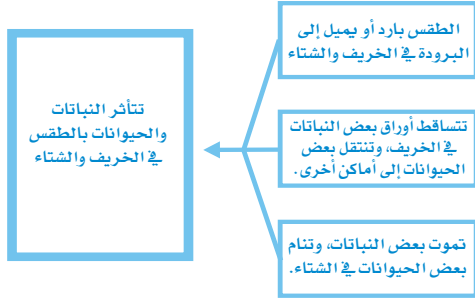 الطقس بارد أو يميل إلى
البرودة في الخريف والشتاء
تتساقط أوراق بعض النباتات
في الخريف، وتنتقل بعض
الحيوانات إلى أماكن أخرى.
تموت بعض النباتات، وتنام
بعض الحيوانات في الشتاء.
تتأثر النباتات
والحيوانات بالطقس
في الخريف والشتاء